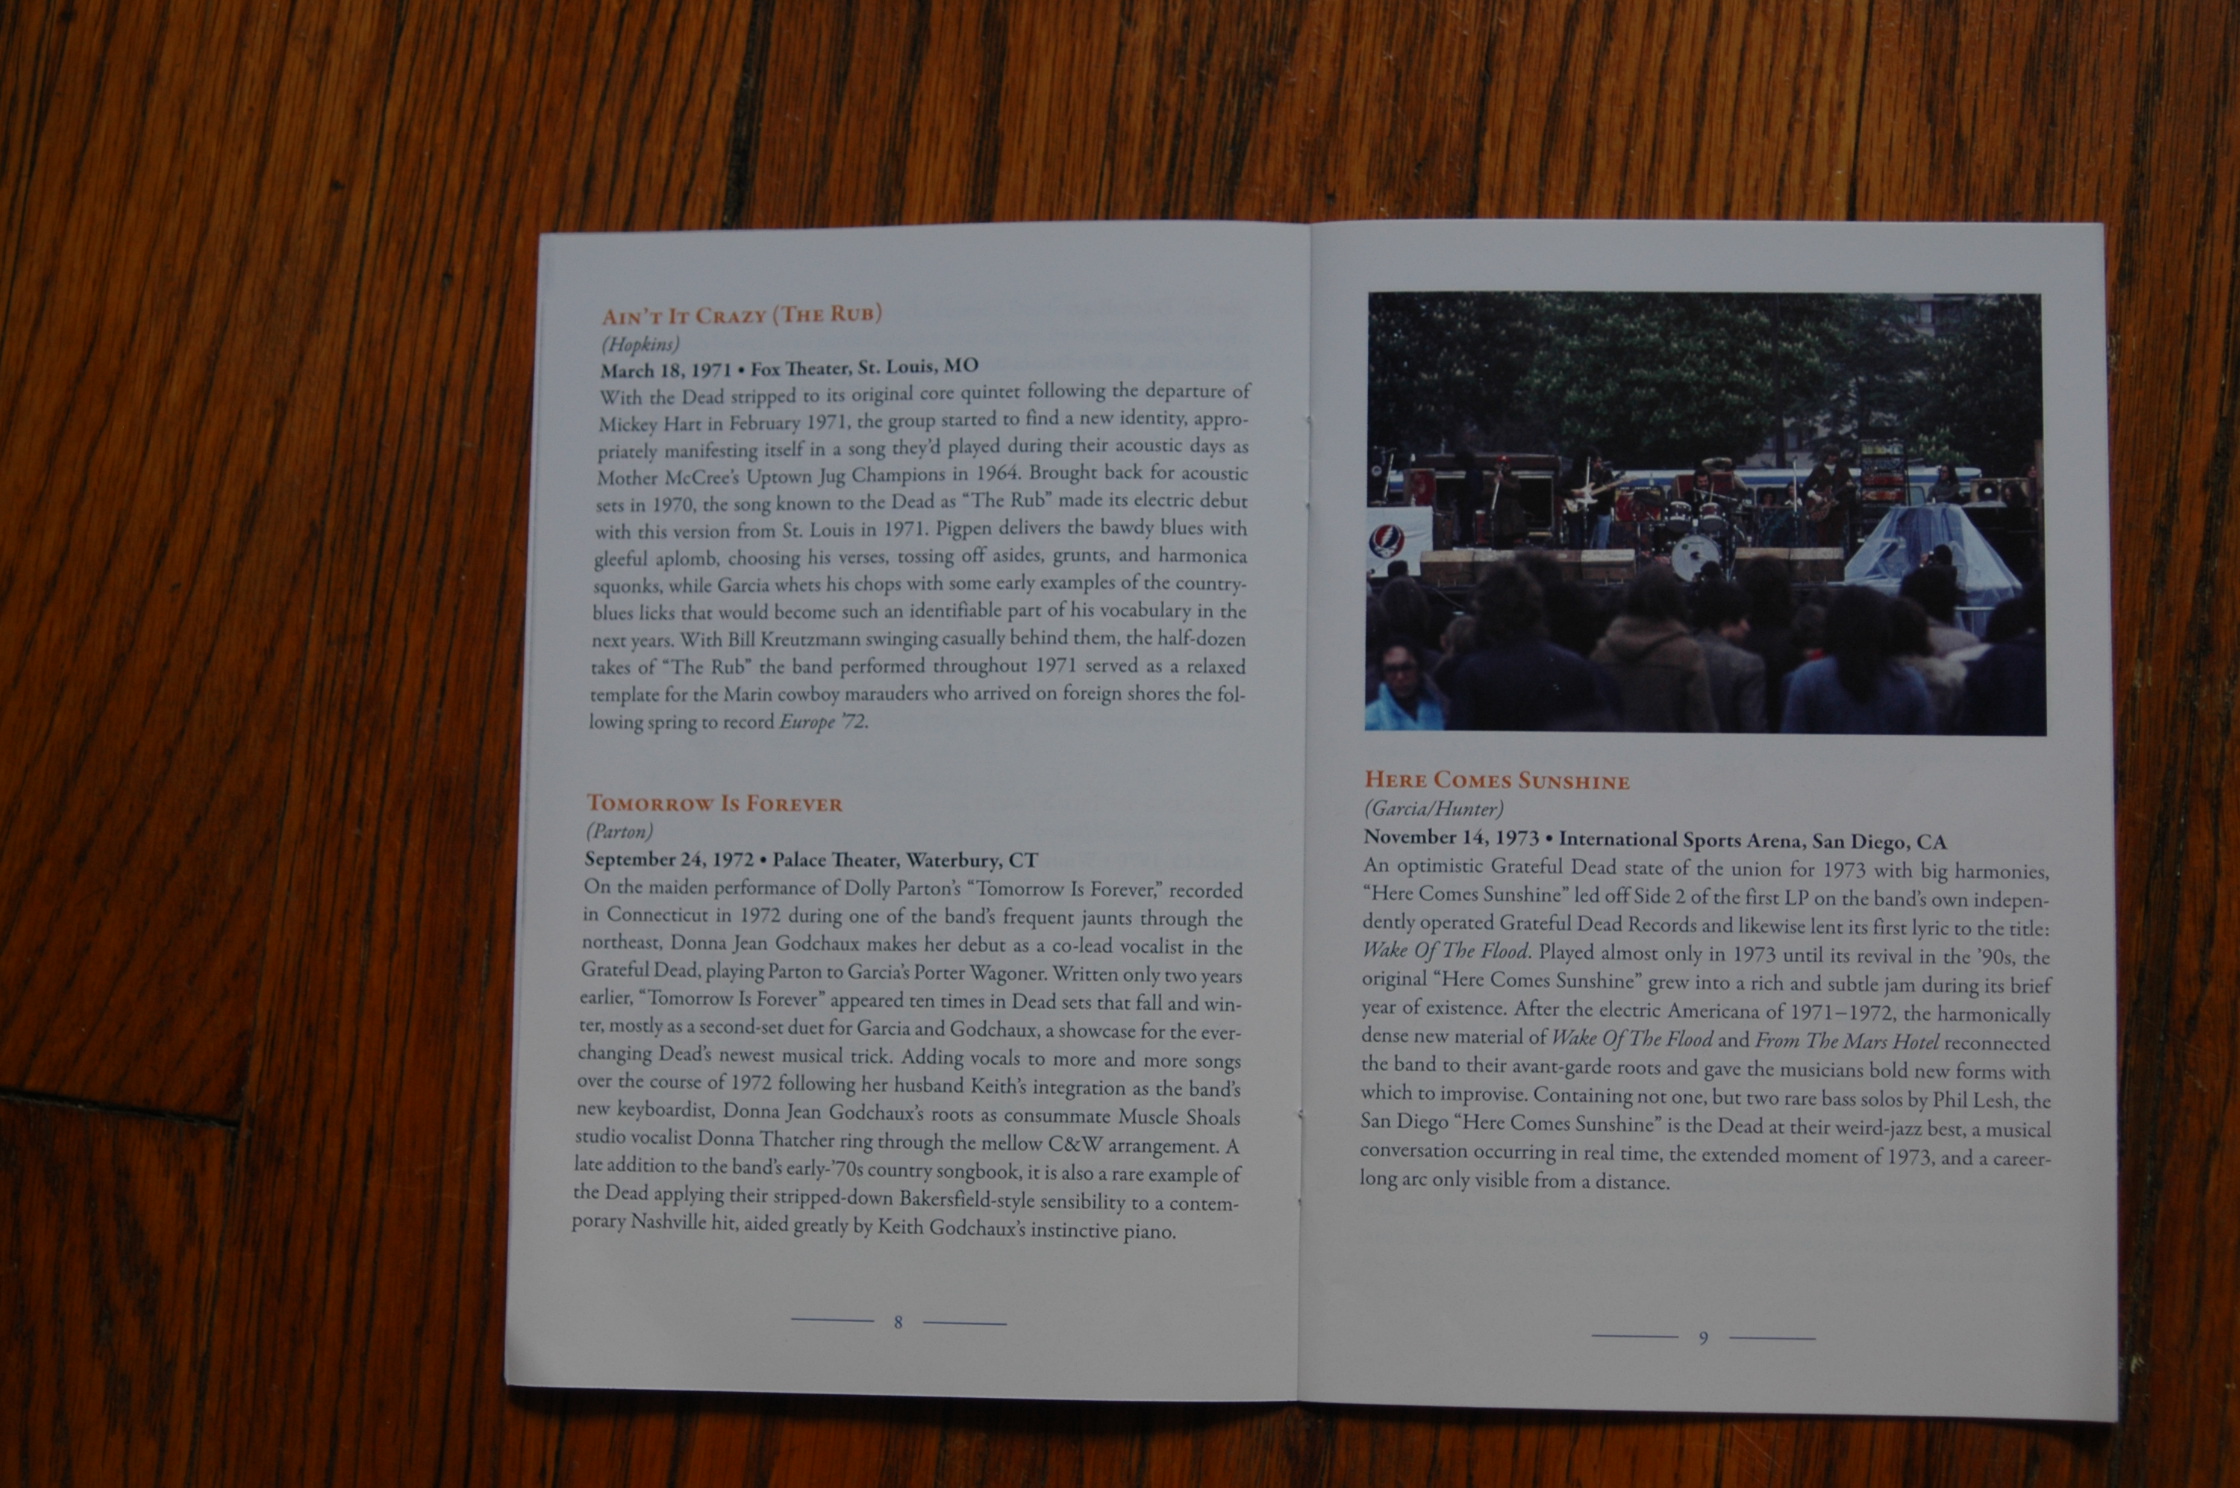 AIN'T IT CRAZY (THE RUB)
(Hopkins)
March 18, 1971 • Fox Theater, St. Louis, MO
With the Dead stripped to its original core quintet following the departure of
Mickey Hart in February 1971, the group started to find a new identity, appro-
priately manifesting itself in a song they'd played during their acoustic days as
Mother McCree's Uptown Jug Champions in 1964. Brought back for acoustic
sets in 1970, the song known to the Dead as “The Rub” made its electric debut
with this version from St. Louis in 1971. Pigpen delivers the bawdy blues with
gleeful aplomb, choosing his verses, tossing off asides, grunts, and harmonica
squonks, while Garcia whets his chops with some early examples of the country-
blues licks that would become such an identifiable part of his vocabulary in the
next years. With Bill Kreutzmann swinging casually behind them, the half-dozen
takes of “The Rub” the band performed throughout 1971 served as a relaxed
template for the Marin cowboy marauders who arrived on foreign shores the fol-
lowing spring to record Europe '72.
TOMORROW IS FOREVER
(Parton)
September 24, 1972 • Palace Theater, Waterbury, CT
On the maiden performance of Dolly Parton's “Tomorrow Is Forever,” recorded
in Connecticut in 1972 during one of the band's frequent jaunts through the
northeast, Donna Jean Godchaux makes her debut as a co-lead vocalist in the
Grateful Dead, playing Parton to Garcia's Porter Wagoner. Written only two years
earlier, “Tomorrow Is Forever” appeared ten times in Dead sets that fall and win-
ter, mostly as a second-set duet for Garcia and Godchaux, a showcase for the ever-
changing Dead's newest musical trick. Adding vocals to more and more songs
over the course of 1972 following her husband Keith's integration as the band's
new keyboardist, Donna Jean Godchaux's roots as consummate Muscle Shoals
studio vocalist Donna Thatcher ring through the mellow C&W arrangement. A
late addition to the band's early-'70s country songbook, it is also a rare example of
the Dead applying their stripped-down Bakersfield-style sensibility to a contem-
porary Nashville hit, aided greatly by Keith Godchaux's instinctive piano.
8
HERE COMES SUNSHINE
(Garcia/Hunter)
November 14, 1973 • International Sports Arena, San Diego, CA
An optimistic Grateful Dead state of the union for 1973 with big harmonies,
“Here Comes Sunshine” led off Side 2 of the first LP on the band's own indepen-
dently operated Grateful Dead Records and likewise lent its first lyric to the title:
Wake Of The Flood. Played almost only in 1973 until its revival in the '90s, the
original “Here Comes Sunshine” grew into a rich and subtle jam during its brief
year of existence. After the electric Americana of 1971–1972, the harmonically
dense new material of Wake Of The Flood and From The Mars Hotel reconnected
the band to their avant-garde roots and gave the musicians bold new forms with
which to improvise. Containing not one, but two rare bass solos by Phil Lesh, the
San Diego “Here Comes Sunshine” is the Dead at their weird-jazz best, a musical
conversation occurring in real time, the extended moment of 1973, and a career-
long arc only visible from a distance.
9